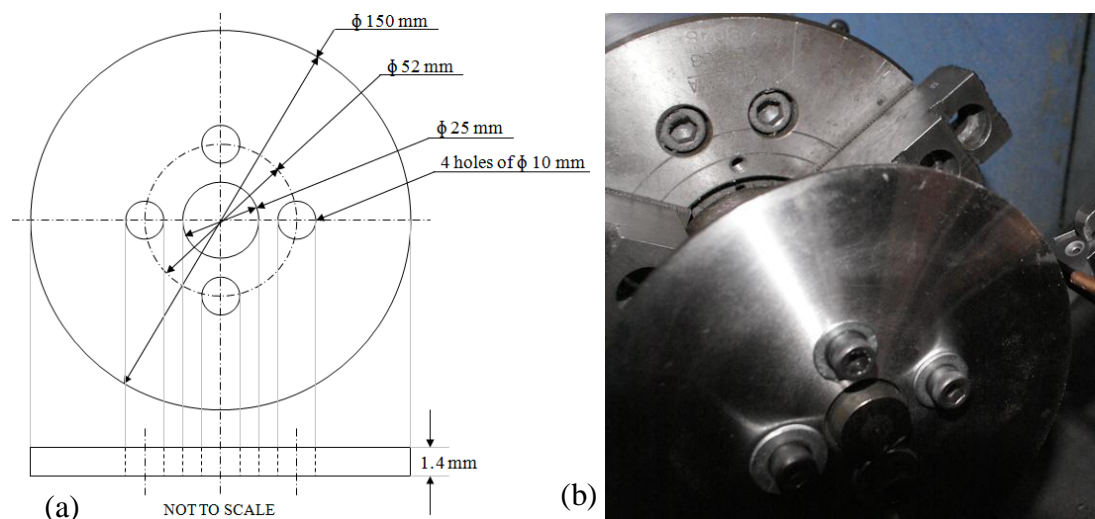 ϕ 150 mm
ϕ 52 mm
ϕ 25 mm
4 holes of ϕ 10 mm
1.4 mm
(a)
NOT TO SCALE
(b)